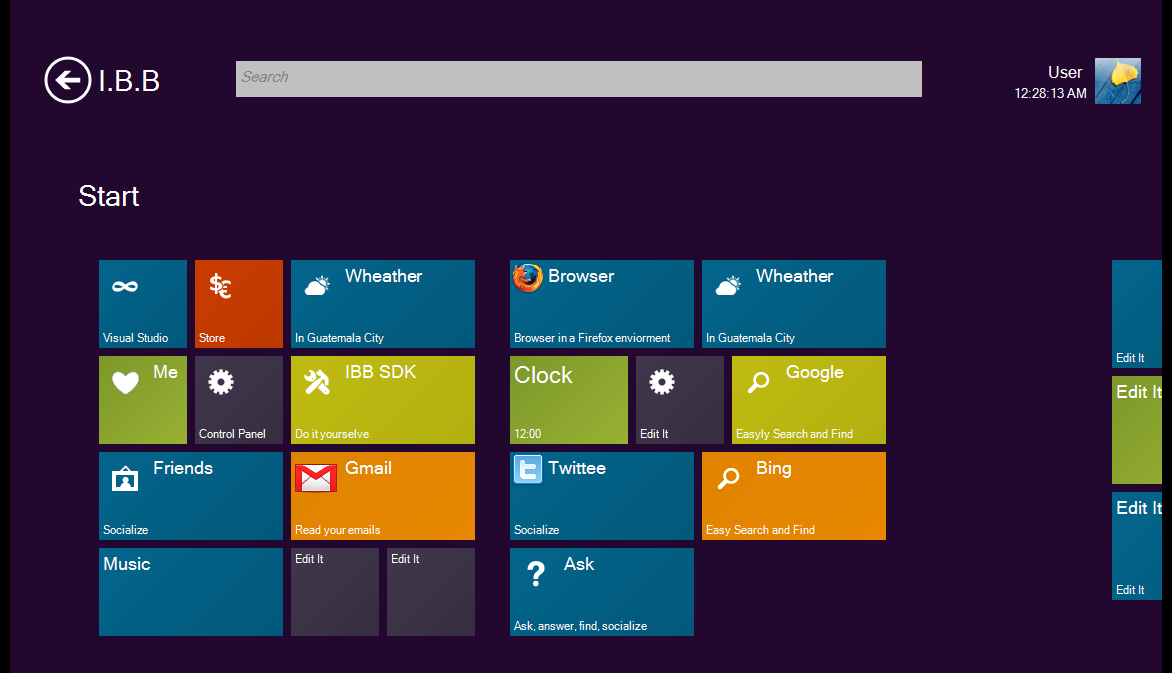 I.B.B
Search
User
12:28:13 AM
Start
Visual Studio
Store
Wheather
In Guatemala City
Me
Control Panel
IBB SDK
Do it yourselve
Friends
Socialize
Gmail
Read your emails
Music
Edit It
Edit It
Browser
Browser in a Firefox enviorment
Wheather
In Guatemala City
Clock
12:00
Edit It
Google
Easyly Search and Find
Twittee
Socialize
Bing
Easy Search and Find
Ask
Ask, answer, find, socialize
Edit It
Edit It
Edit It
Edit It